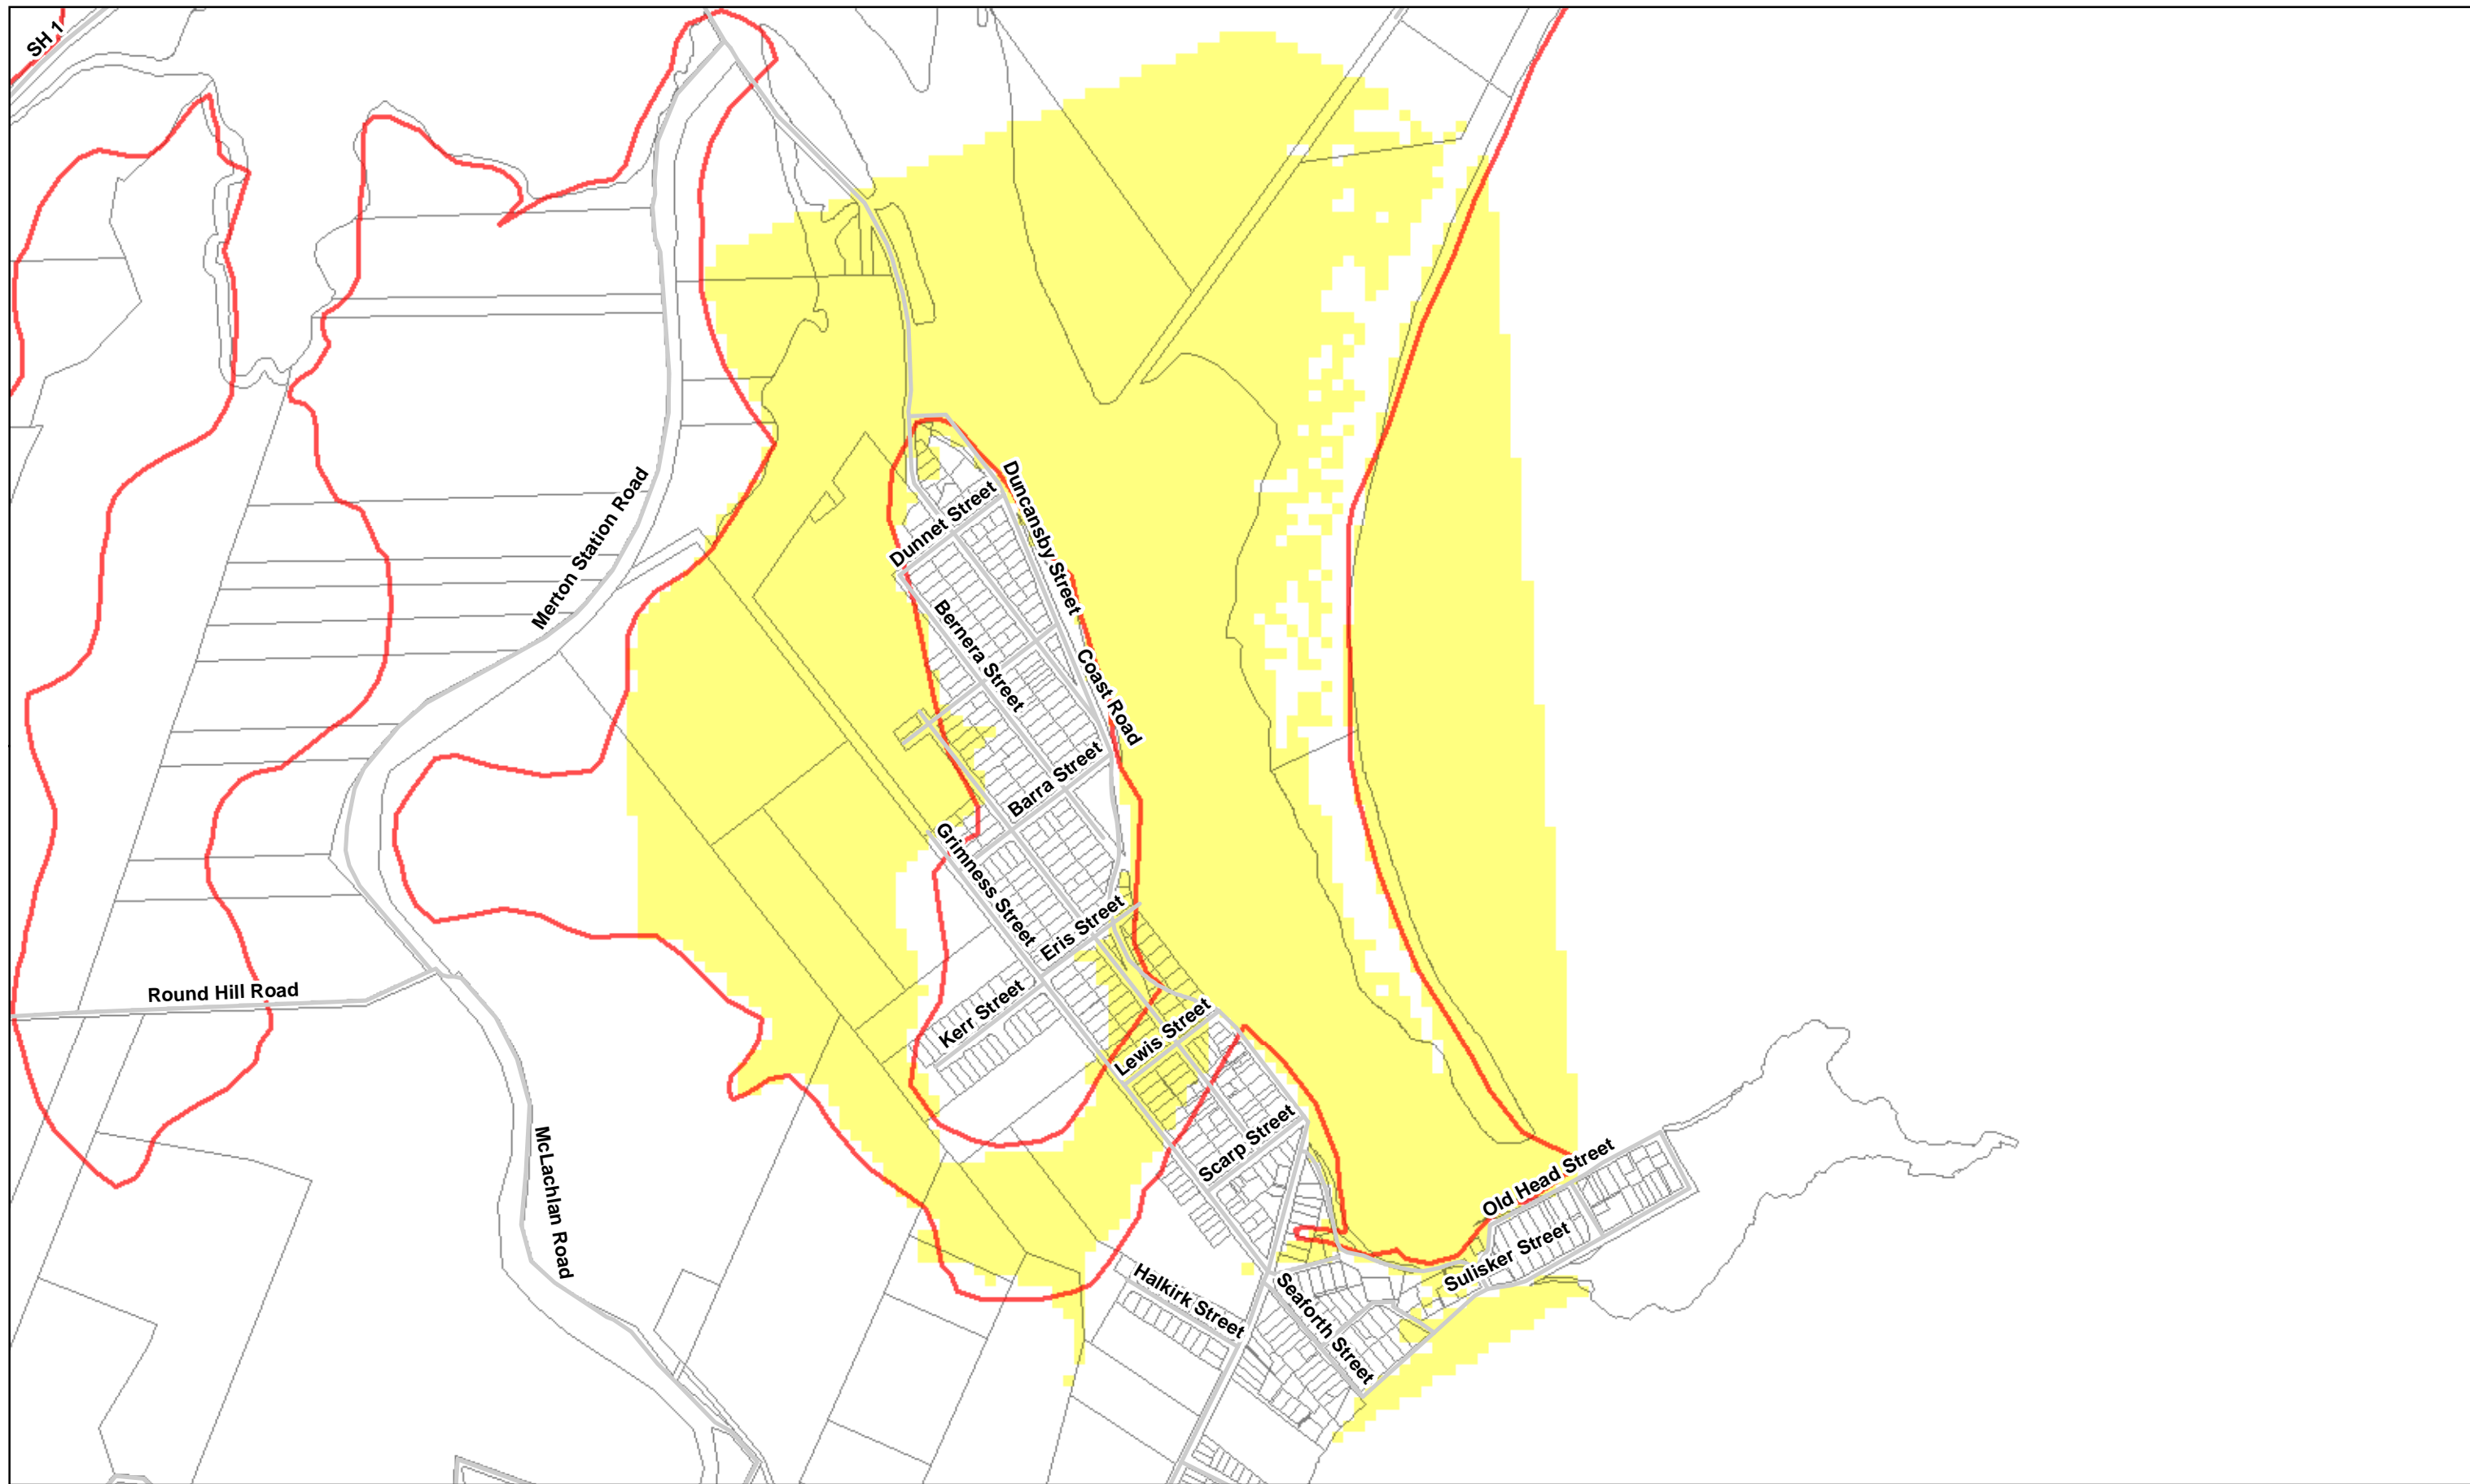 SH 1
Merton Station Road
Dunnet Street
Duncansby Street
Bernera Street
Coast Road
Barra Street
Grimness Street
Eris Street
Round Hill Road
Kerr Street
Lewis Street
Scarp Street
McLachlan Road
Old Head Street
Sulisker Street
Halkirk Street
Seaforth Street